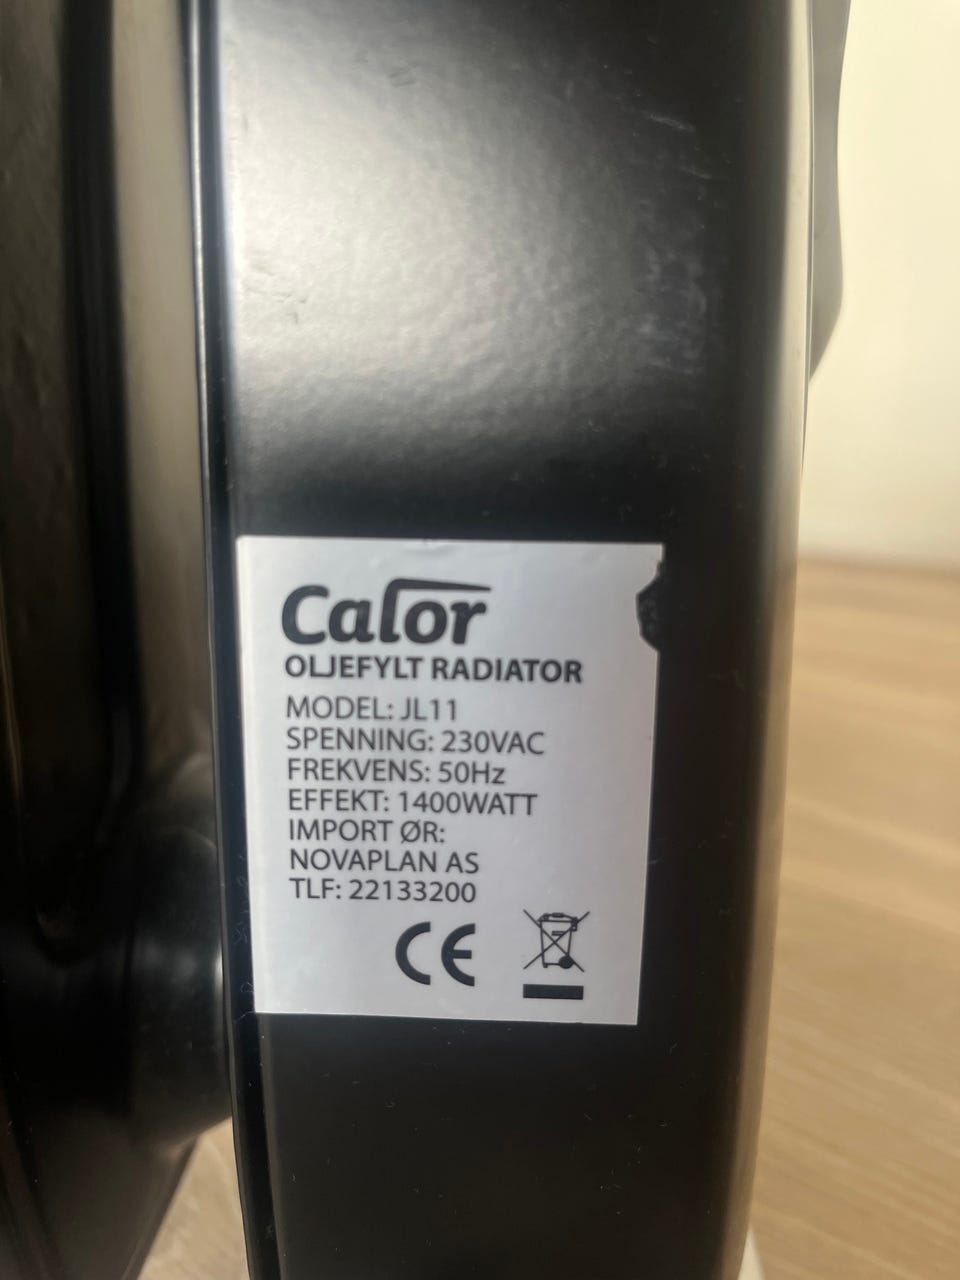 Calor
OLJEFYLT RADIATOR
MODEL: JL11
SPENNING: 230VAC
FREKVENS: 50Hz
EFFEKT: 1400WATT
IMPORT ØR:
NOVAPLAN AS
TLF: 22133200
CE